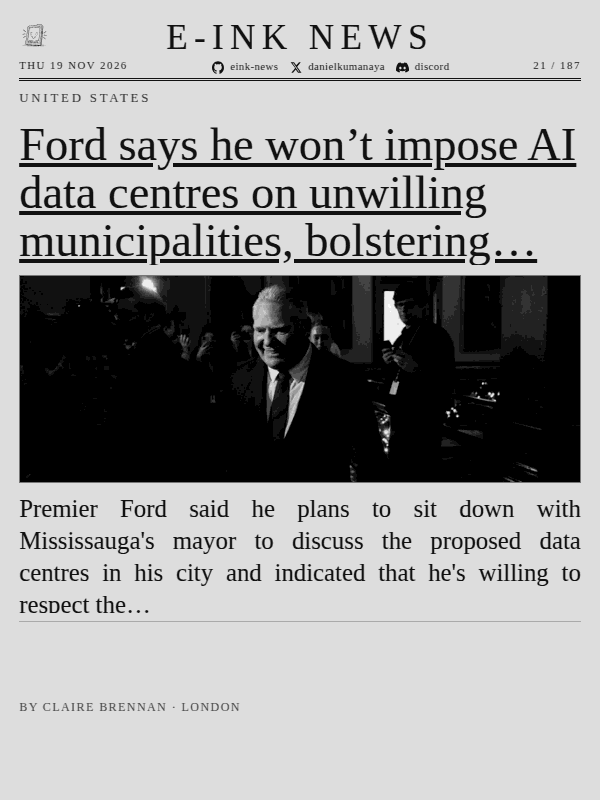 E-INK NEWS
THU 19 NOV 2026
eink-news
danielkumanaya
discord
21 / 187
UNITED STATES
Ford says he won’t impose AI
data centres on unwilling
municipalities, bolstering…
Premier Ford said he plans to sit down with
Mississauga's mayor to discuss the proposed data
centres in his city and indicated that he's willing to
respect the…
BY CLAIRE BRENNAN · LONDON